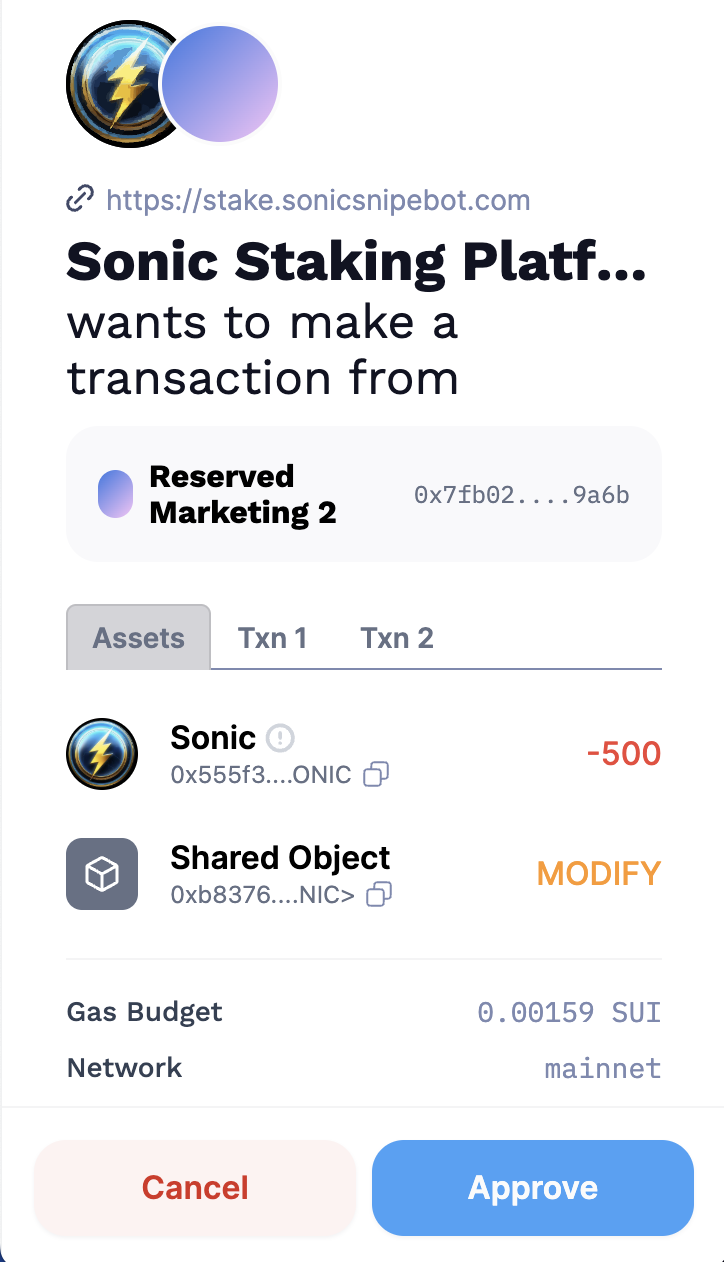 https://stake.sonicsnipebot.com
Sonic Staking Platf...
wants to make a
transaction from
Reserved
Marketing 2
0x7fb02....9a6b
Assets
Txn 1
Txn 2
Sonic
0x555f3....ONIC
-500
Shared Object
0xb8376....NIC>
MODIFY
Gas Budget
0.00159 SUI
Network
mainnet
Cancel
Approve